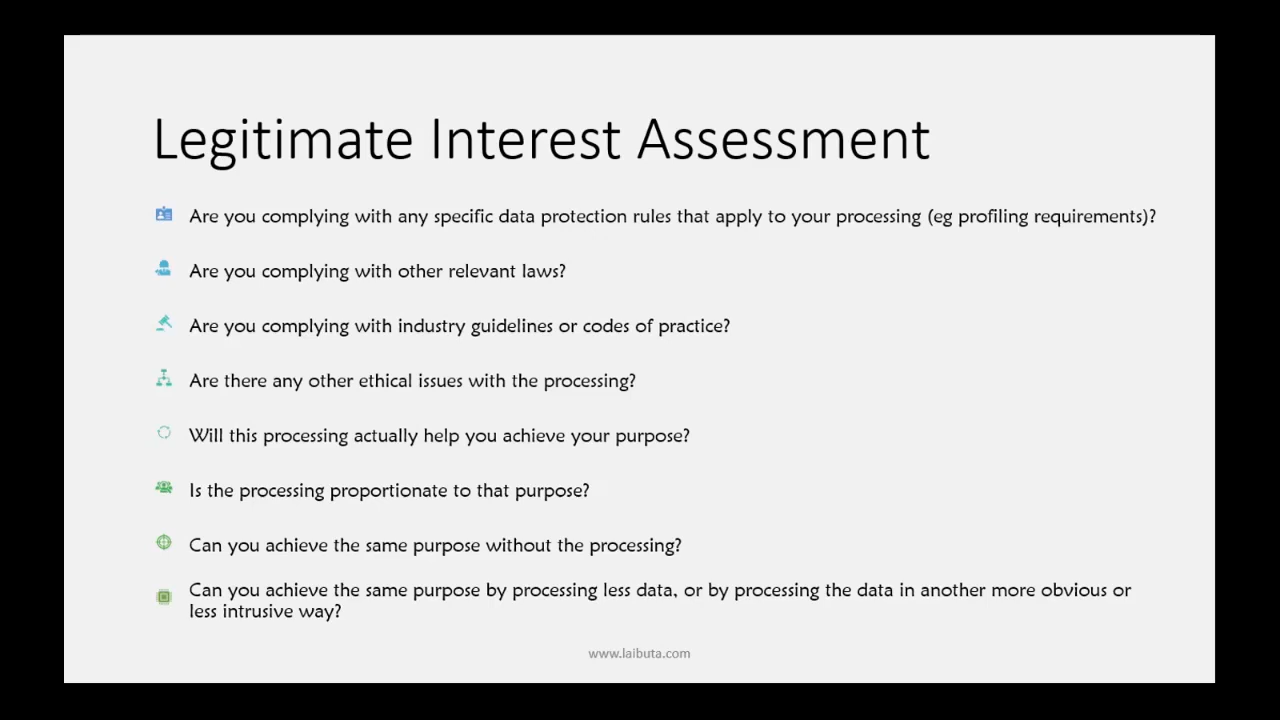 Legitimate Interest Assessment
Are you complying with any specific data protection rules that apply to your processing (eg profiling requirements)?
Are you complying with other relevant laws?
Are you complying with industry guidelines or codes of practice?
Are there any other ethical issues with the processing?
Will this processing actually help you achieve your purpose?
Is the processing proportionate to that purpose?
Can you achieve the same purpose without the processing?
Can you achieve the same purpose by processing less data, or by processing the data in another more obvious or
less intrusive way?
www.laibuta.com